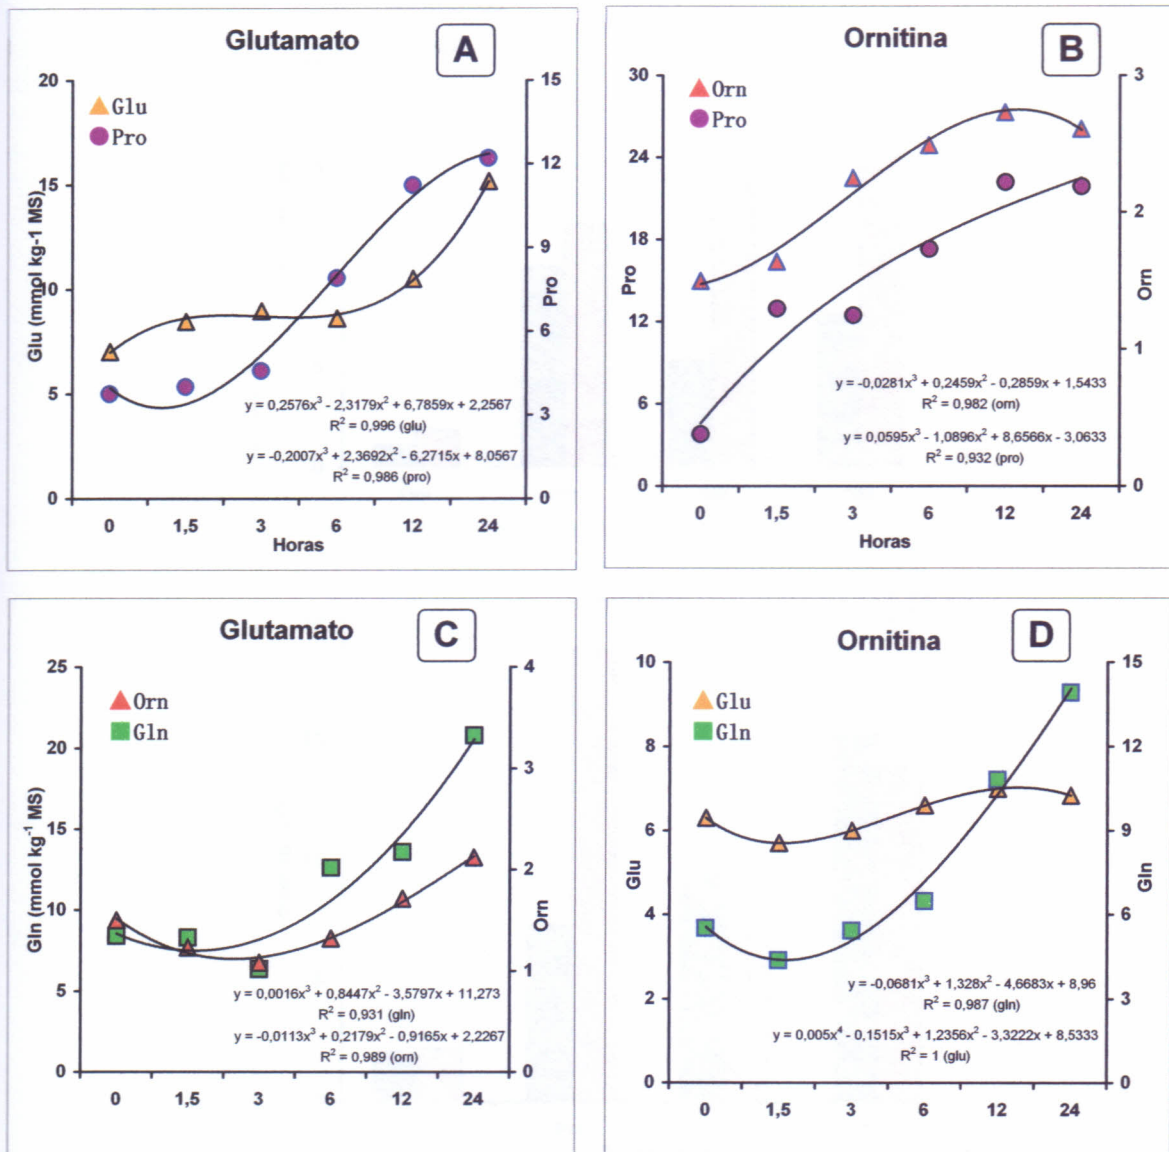 Glutamato
A
20
15
10
5
0
Glu (mmol kg-1 MS)
Glu
Pro
15
12
9
6
3
0
Pro
y = 0,2576x³ - 2,3179x² + 6,7859x + 2,2567
R² = 0,996 (glu)
y = -0,2007x³ + 2,3692x² - 6,2715x + 8,0567
R² = 0,986 (pro)
0 1,5 3 6 12 24
Horas
Ornitina
B
30
24
18
12
6
0
Pro
Orn
Pro
3
2
1
0
Orn
y = -0,0281x³ + 0,2459x² - 0,2859x + 1,5433
R² = 0,982 (orn)
y = 0,0595x³ - 1,0896x² + 8,6566x - 3,0633
R² = 0,932 (pro)
0 1,5 3 6 12 24
Horas
Glutamato
C
25
20
15
10
5
0
Gln (mmol kg⁻¹ MS)
Orn
Gln
4
3
2
1
0
Orn
y = 0,0016x³ + 0,8447x² - 3,5797x + 11,273
R² = 0,931 (gln)
y = -0,0113x³ + 0,2179x² - 0,9165x + 2,2267
R² = 0,989 (orn)
0 1,5 3 6 12 24
Ornitina
D
10
8
6
4
2
0
Glu
Glu
Gln
15
12
9
6
3
0
Gln
y = -0,0681x³ + 1,328x² - 4,6683x + 8,96
R² = 0,987 (gln)
y = 0,005x⁴ - 0,1515x³ + 1,2356x² - 3,3222x + 8,5333
R² = 1 (glu)
0 1,5 3 6 12 24